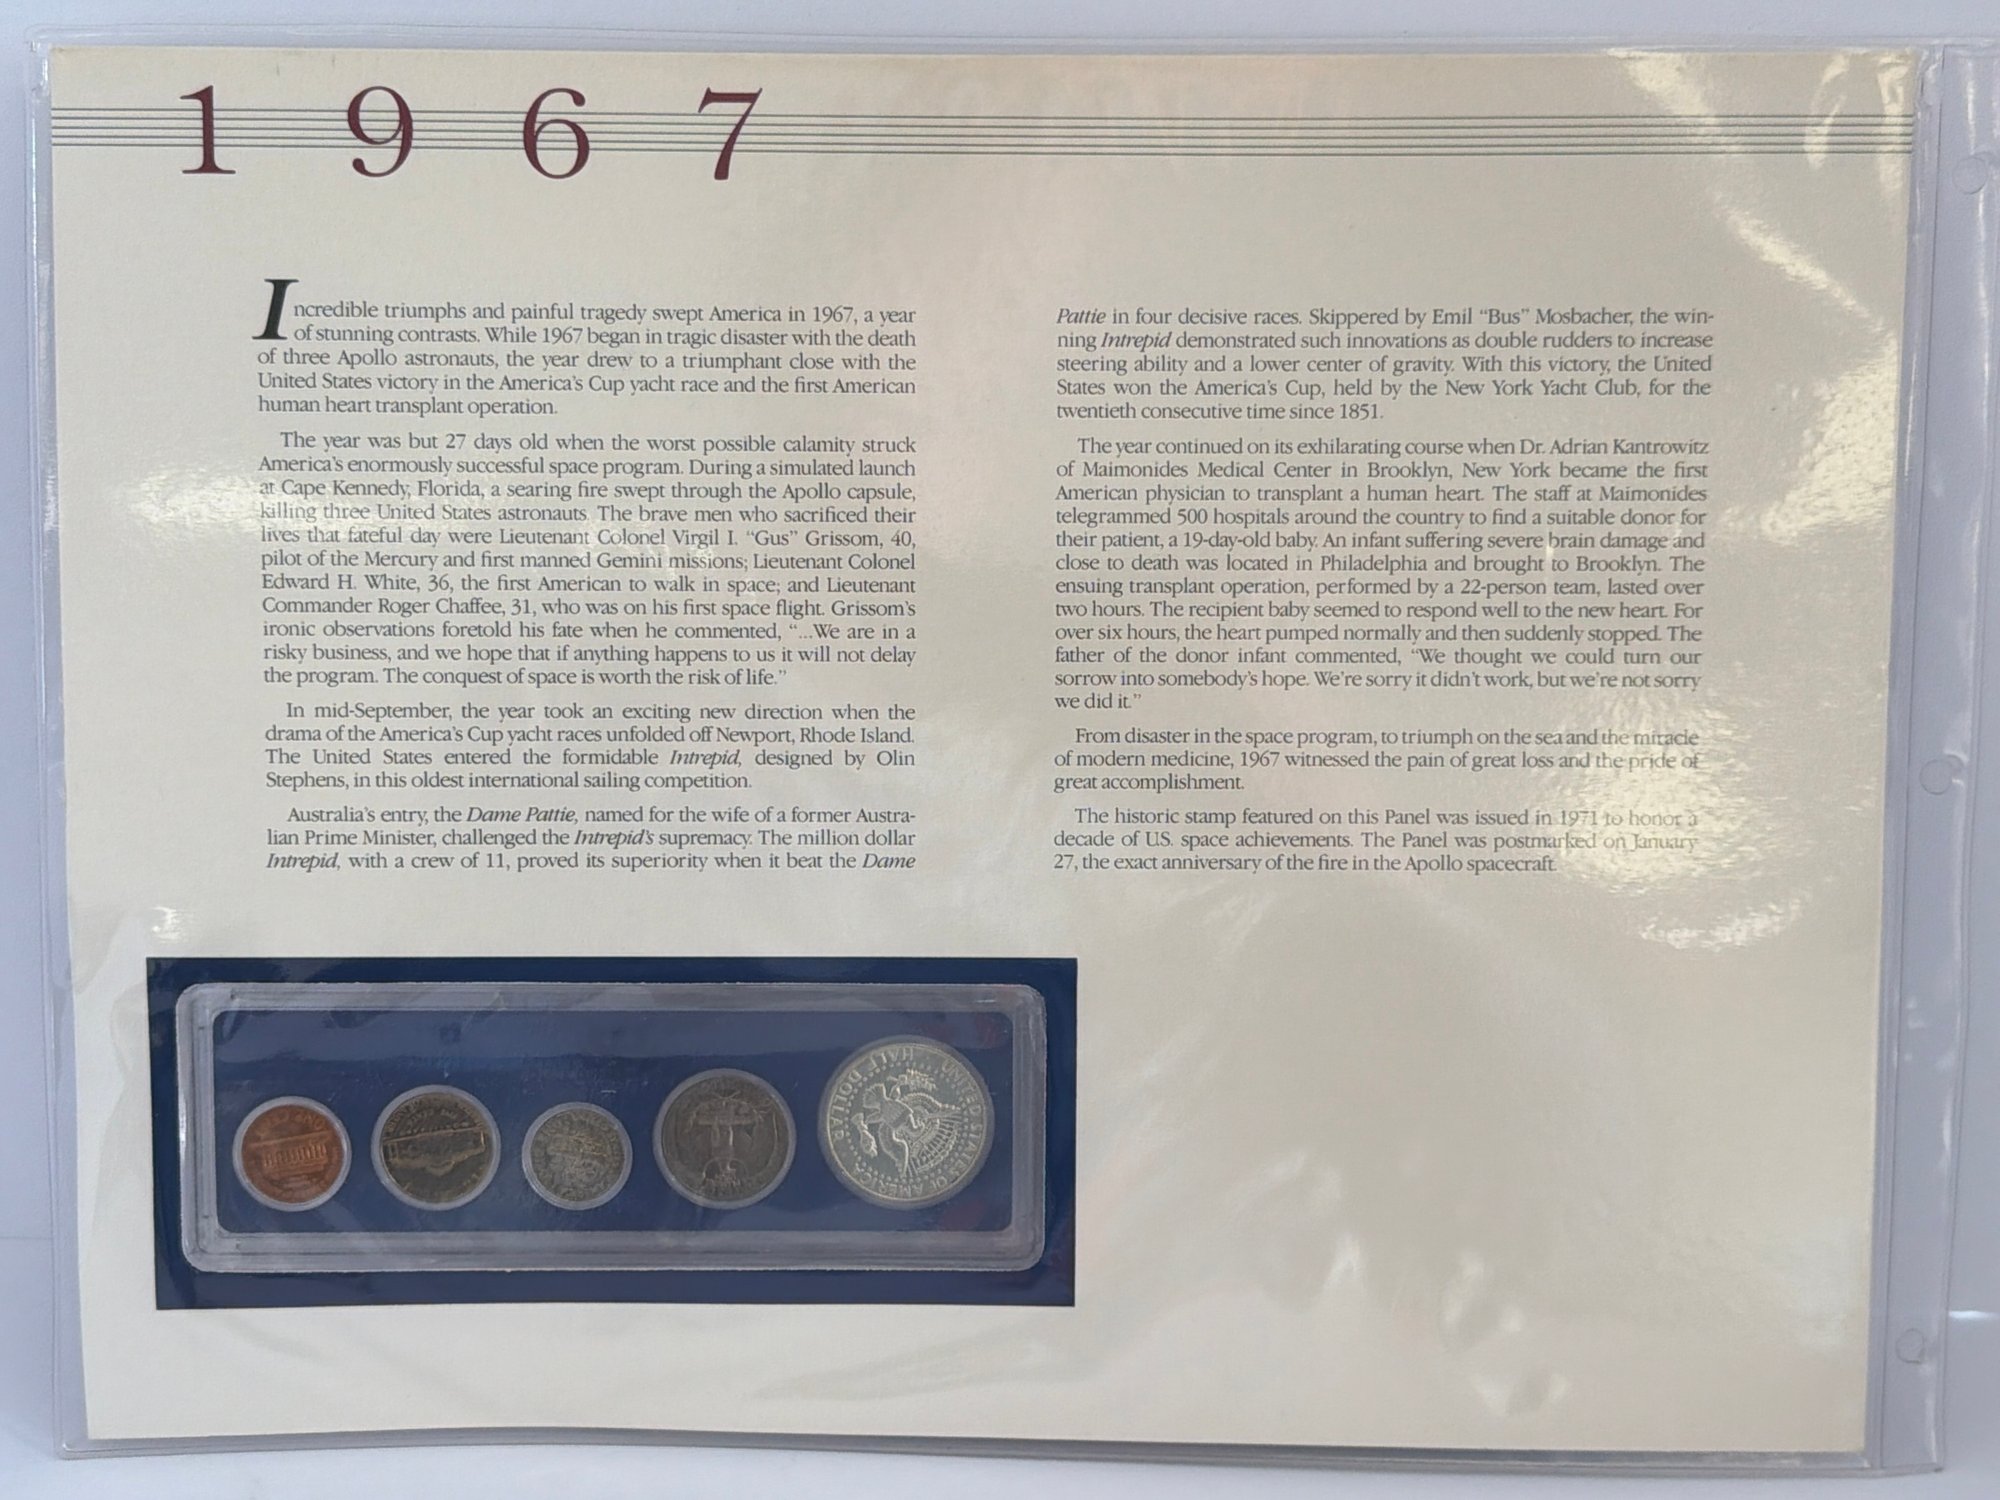 1 9 6 7
Incredible triumphs and painful tragedy swept America in 1967, a year
of stunning contrasts. While 1967 began in tragic disaster with the death
of three Apollo astronauts, the year drew to a triumphant close with the
United States victory in the America's Cup yacht race and the first American
human heart transplant operation.
The year was but 27 days old when the worst possible calamity struck
America's enormously successful space program. During a simulated launch
at Cape Kennedy, Florida, a searing fire swept through the Apollo capsule,
killing three United States astronauts. The brave men who sacrificed their
lives that fateful day were Lieutenant Colonel Virgil I. “Gus” Grissom, 40,
pilot of the Mercury and first manned Gemini missions; Lieutenant Colonel
Edward H. White, 36, the first American to walk in space; and Lieutenant
Commander Roger Chaffee, 31, who was on his first space flight. Grissom's
ironic observations foretold his fate when he commented, “...We are in a
risky business, and we hope that if anything happens to us it will not delay
the program. The conquest of space is worth the risk of life.”
In mid-September, the year took an exciting new direction when the
drama of the America's Cup yacht races unfolded off Newport, Rhode Island.
The United States entered the formidable Intrepid, designed by Olin
Stephens, in this oldest international sailing competition.
Australia's entry, the Dame Pattie, named for the wife of a former Austra-
lian Prime Minister, challenged the Intrepid's supremacy. The million dollar
Intrepid, with a crew of 11, proved its superiority when it beat the Dame
Pattie in four decisive races. Skippered by Emil “Bus” Mosbacher, the win-
ning Intrepid demonstrated such innovations as double rudders to increase
steering ability and a lower center of gravity. With this victory, the United
States won the America's Cup, held by the New York Yacht Club, for the
twentieth consecutive time since 1851.
The year continued on its exhilarating course when Dr. Adrian Kantrowitz
of Maimonides Medical Center in Brooklyn, New York became the first
American physician to transplant a human heart. The staff at Maimonides
telegrammed 500 hospitals around the country to find a suitable donor for
their patient, a 19-day-old baby. An infant suffering severe brain damage and
close to death was located in Philadelphia and brought to Brooklyn. The
ensuing transplant operation, performed by a 22-person team, lasted over
two hours. The recipient baby seemed to respond well to the new heart. For
over six hours, the heart pumped normally and then suddenly stopped. The
father of the donor infant commented, “We thought we could turn our
sorrow into somebody's hope. We're sorry it didn't work, but we're not sorry
we did it.”
From disaster in the space program, to triumph on the sea and the miracle
of modern medicine, 1967 witnessed the pain of great loss and the pride of
great accomplishment.
The historic stamp featured on this Panel was issued in 1971 to honor a
decade of U.S. space achievements. The Panel was postmarked on January
27, the exact anniversary of the fire in the Apollo spacecraft.
UNITED STATES OF AMERICA
HALF DOLLAR